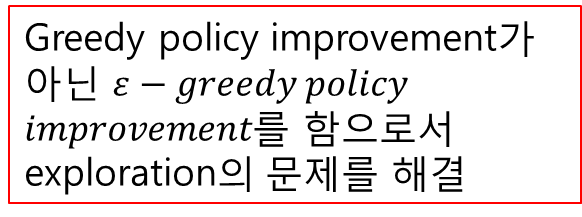 Greedy policy improvement가
아닌 𝜀 − 𝑔𝑟𝑒𝑒𝑑𝑦 𝑝𝑜𝑙𝑖𝑐𝑦
𝑖𝑚𝑝𝑟𝑜𝑣𝑒𝑚𝑒𝑛𝑡를 함으로서
exploration의 문제를 해결